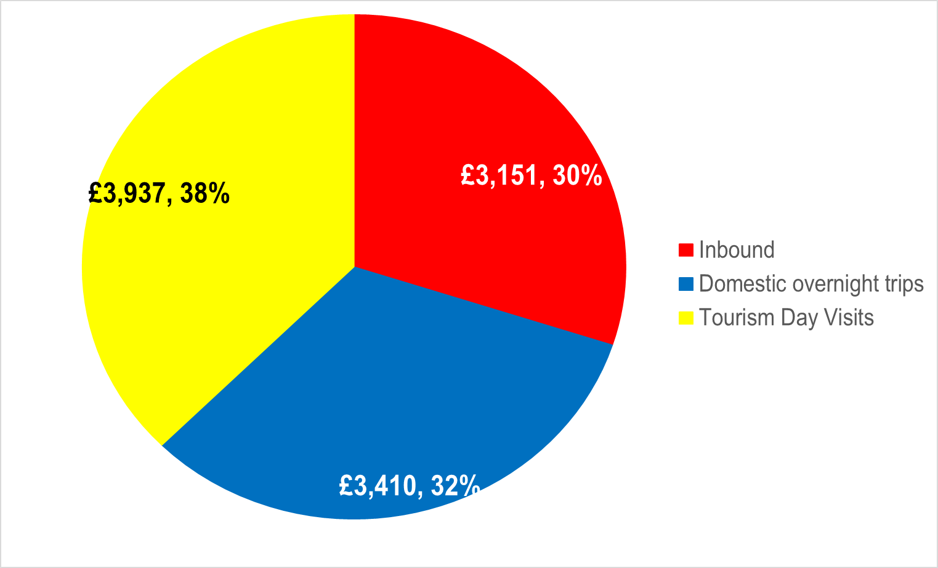 £3,151, 30%
£3,937, 38%
£3,410, 32%
Inbound
Domestic overnight trips
Tourism Day Visits